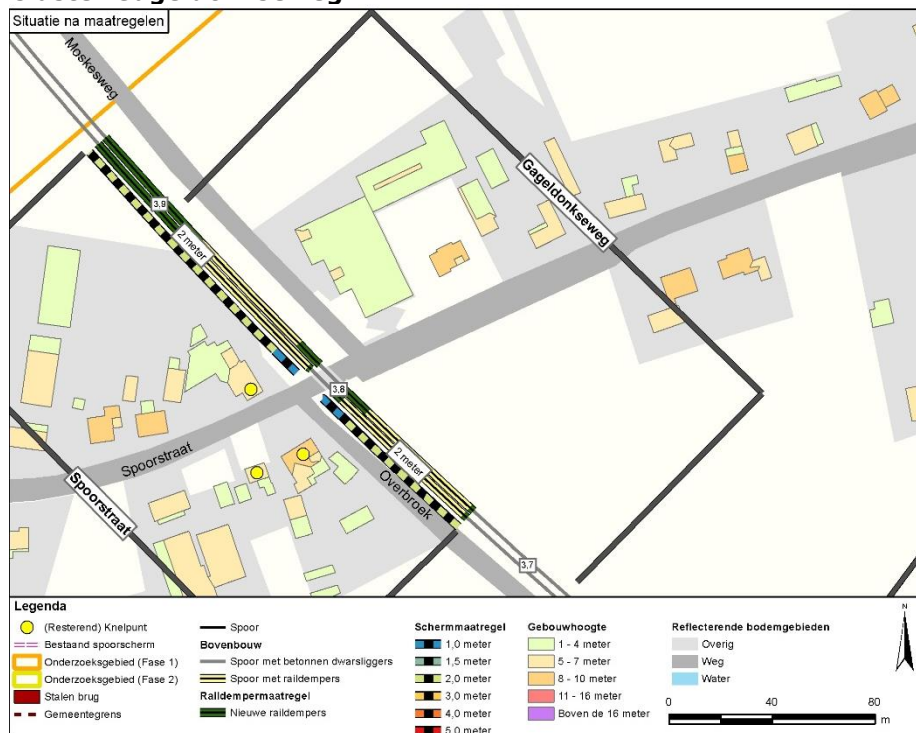 Situatie na maatregelen
Moskesweg
3,9
2 meter
Gageldonkseweg
3,8
Spoorstraat
2 meter
Overbroek
Spoorstraat
3,7
Legenda
(Resterend) Knelpunt
Bestaand spoorscherm
Onderzoeksgebied (Fase 1)
Onderzoeksgebied (Fase 2)
Stalen brug
Gemeentegrens
Spoor
Bovenbouw
Spoor met betonnen dwarsliggers
Spoor met raildempers
Raildempermaatregel
Nieuwe raildempers
Schermmaatregel
1,0 meter
1,5 meter
2,0 meter
3,0 meter
4,0 meter
5,0 meter
Gebouwhoogte
1 - 4 meter
5 - 7 meter
8 - 10 meter
11 - 16 meter
Boven de 16 meter
Reflecterende bodemgebieden
Overig
Weg
Water
N
0 40 80
m